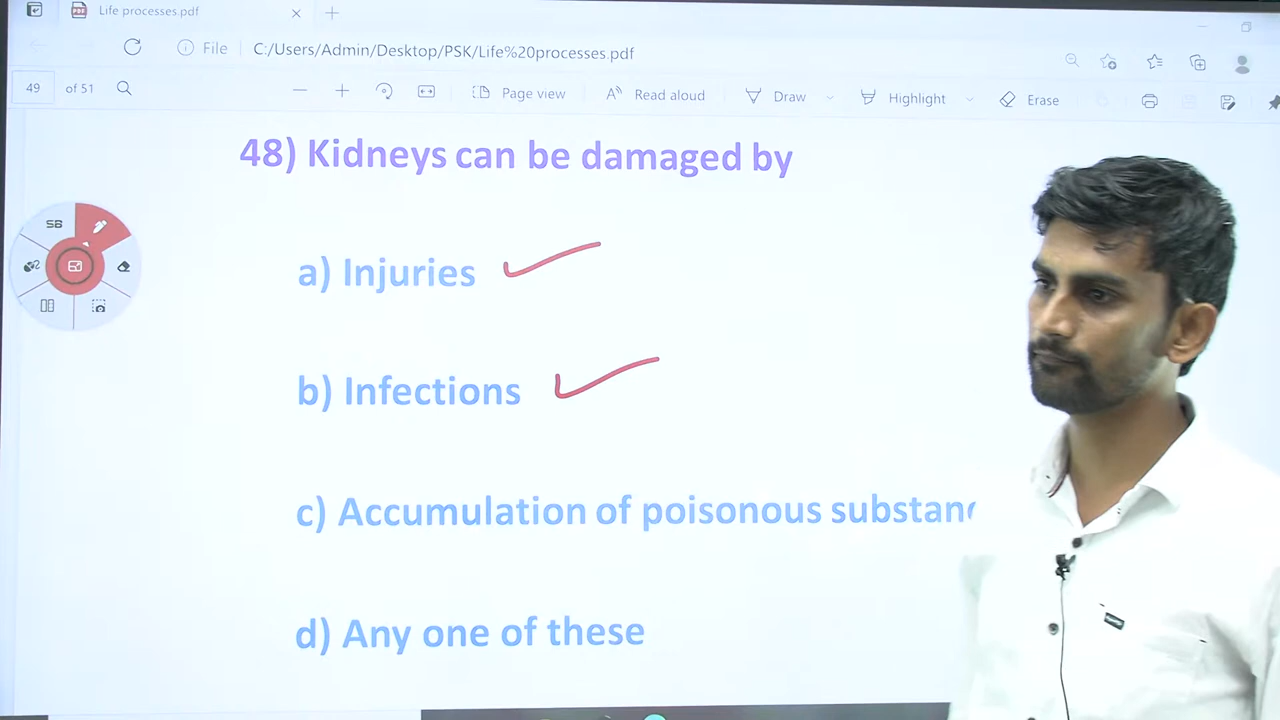 Life processes.pdf
File C:/Users/Admin/Desktop/PSK/Life%20processes.pdf
49 of 51 Page view Read aloud Draw Highlight Erase
48) Kidneys can be damaged by
SB
a) Injuries
b) Infections
c) Accumulation of poisonous
d) Any one of these